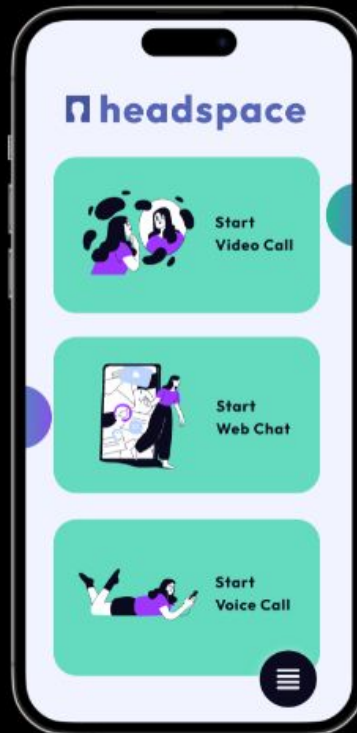 headspace
Start
Video Call
Start
Web Chat
Start
Voice Call